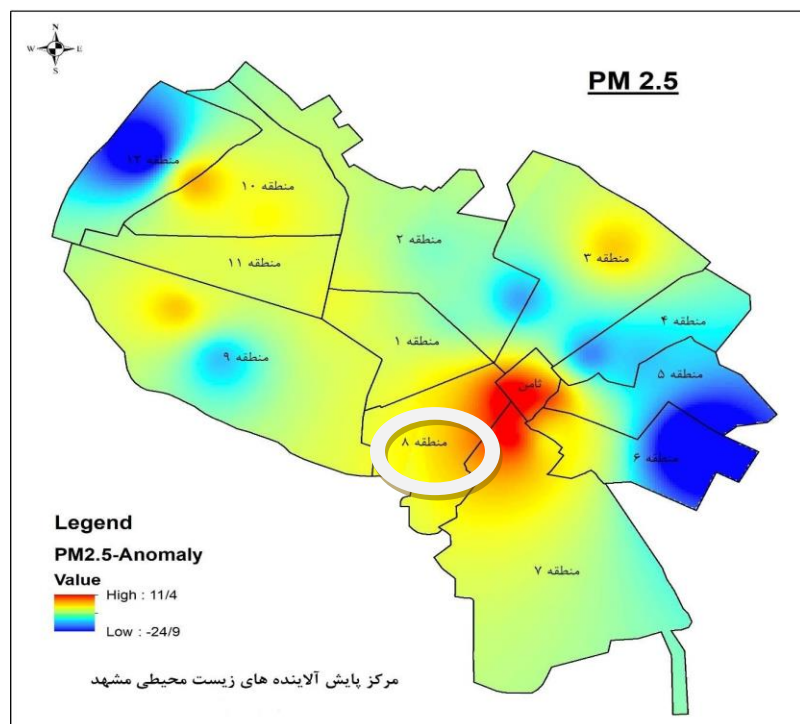 N
W E
S
PM 2.5
منطقه ۱۲
منطقه ۱۰
منطقه ۲
منطقه ۳
منطقه ۱۱
منطقه ۴
منطقه ۱
منطقه ۹
منطقه ۵
ثامن
منطقه ۸
منطقه ۶
منطقه ۷
Legend
PM2.5-Anomaly
Value
High : 11/4
Low : -24/9
مرکز پایش آلاینده های زیست محیطی مشهد